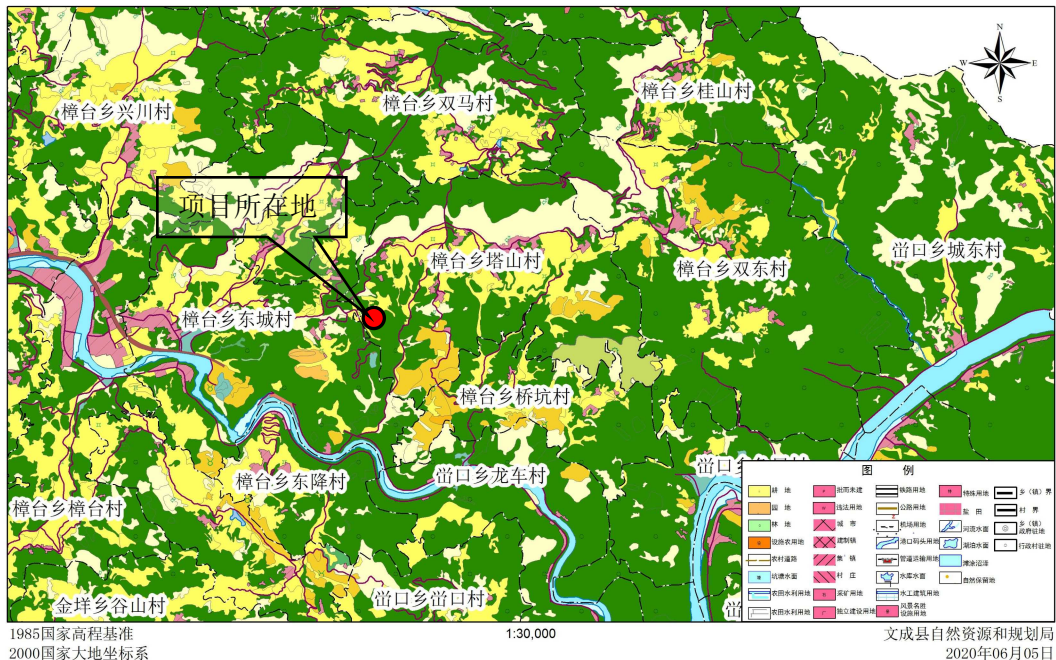 N
W
E
S
樟台乡兴川村
樟台乡双马村
樟台乡桂山村
项目所在地
樟台乡塔山村
樟台乡双东村
峃口乡城东村
樟台乡东城村
樟台乡桥坑村
峃口乡
峃口乡龙车村
樟台乡东降村
樟台乡樟台村
金垟乡谷山村
峃口乡峃口村
图 例
耕 地
批而未建
铁路用地
特殊用地
乡（镇）界
园 地
违法用地
公路用地
盐 田
村 界
林 地
城 市
机场用地
河流水面
乡（镇）政府驻地
设施农用地
建制镇
港口码头用地
湖泊水面
行政村驻地
农村道路
集 镇
管道运输用地
滩涂沼泽
坑塘水面
村 庄
水库水面
自然保留地
农田水利用地
采矿用地
水工建筑用地
农田水利用地
独立建设用地
风景名胜设施用地
1985国家高程基准
2000国家大地坐标系
1:30,000
文成县自然资源和规划局
2020年06月05日